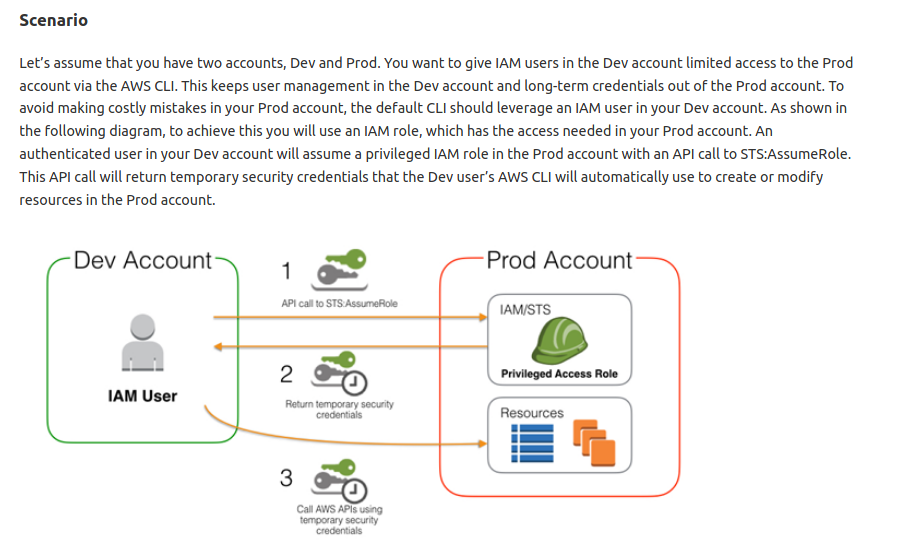 Scenario
Let’s assume that you have two accounts, Dev and Prod. You want to give IAM users in the Dev account limited access to the Prod
account via the AWS CLI. This keeps user management in the Dev account and long-term credentials out of the Prod account. To
avoid making costly mistakes in your Prod account, the default CLI should leverage an IAM user in your Dev account. As shown in
the following diagram, to achieve this you will use an IAM role, which has the access needed in your Prod account. An
authenticated user in your Dev account will assume a privileged IAM role in the Prod account with an API call to STS:AssumeRole.
This API call will return temporary security credentials that the Dev user’s AWS CLI will automatically use to create or modify
resources in the Prod account.
Dev Account
IAM User
1
API call to STS:AssumeRole
2
Return temporary security
credentials
3
Call AWS APIs using
temporary security
credentials
Prod Account
IAM/STS
Privileged Access Role
Resources